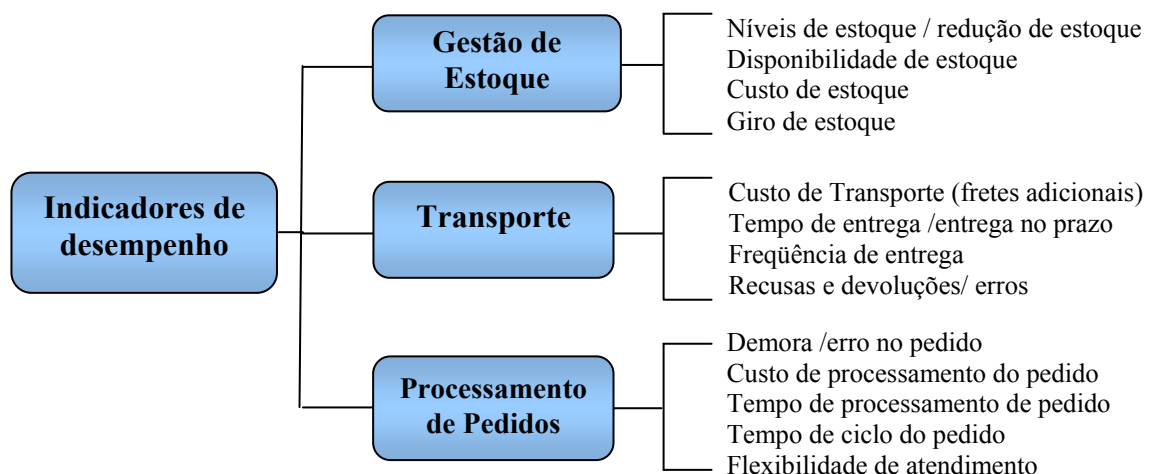 Indicadores de
desempenho
Gestão de
Estoque
Níveis de estoque / redução de estoque
Disponibilidade de estoque
Custo de estoque
Giro de estoque
Transporte
Custo de Transporte (fretes adicionais)
Tempo de entrega /entrega no prazo
Freqüência de entrega
Recusas e devoluções/ erros
Processamento
de Pedidos
Demora /erro no pedido
Custo de processamento do pedido
Tempo de processamento de pedido
Tempo de ciclo do pedido
Flexibilidade de atendimento